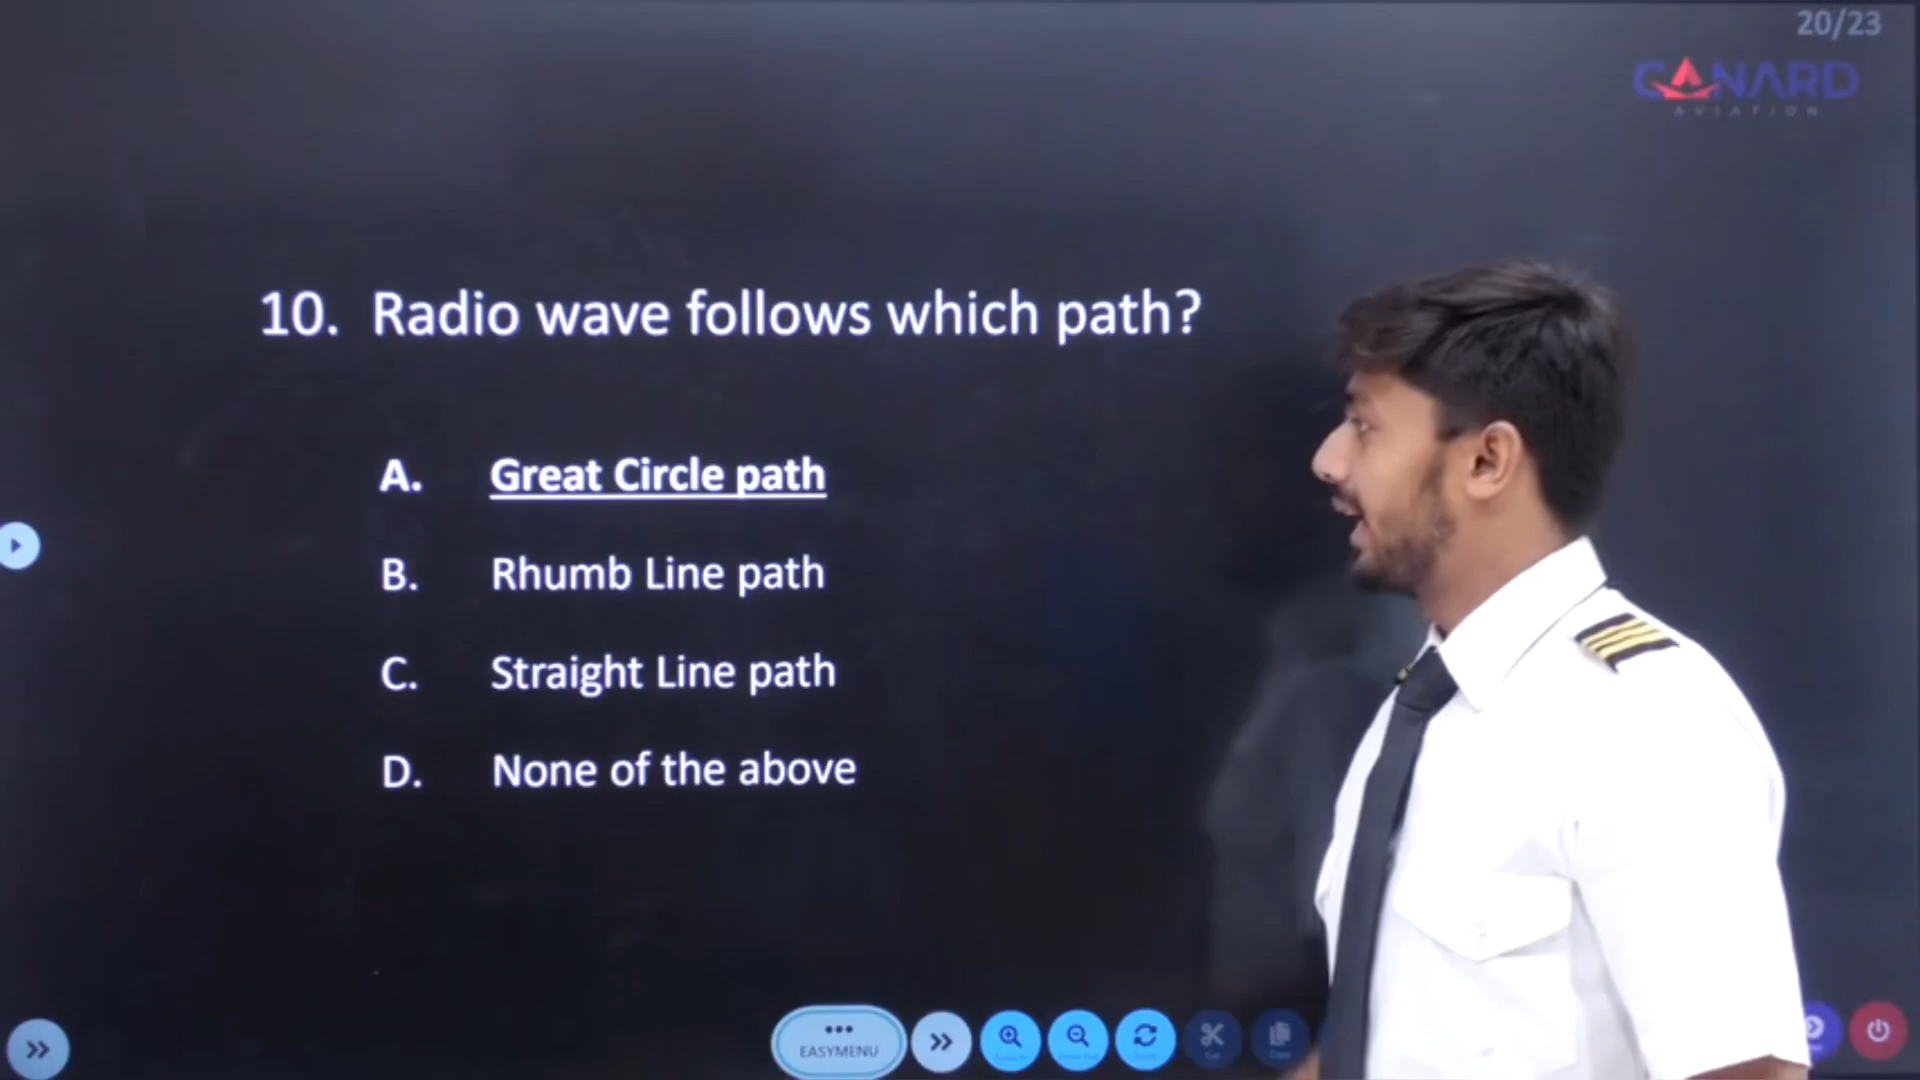 20/23
CANARD
AVIATION
10. Radio wave follows which path?
A. Great Circle path
B. Rhumb Line path
C. Straight Line path
D. None of the above
EASYMENU